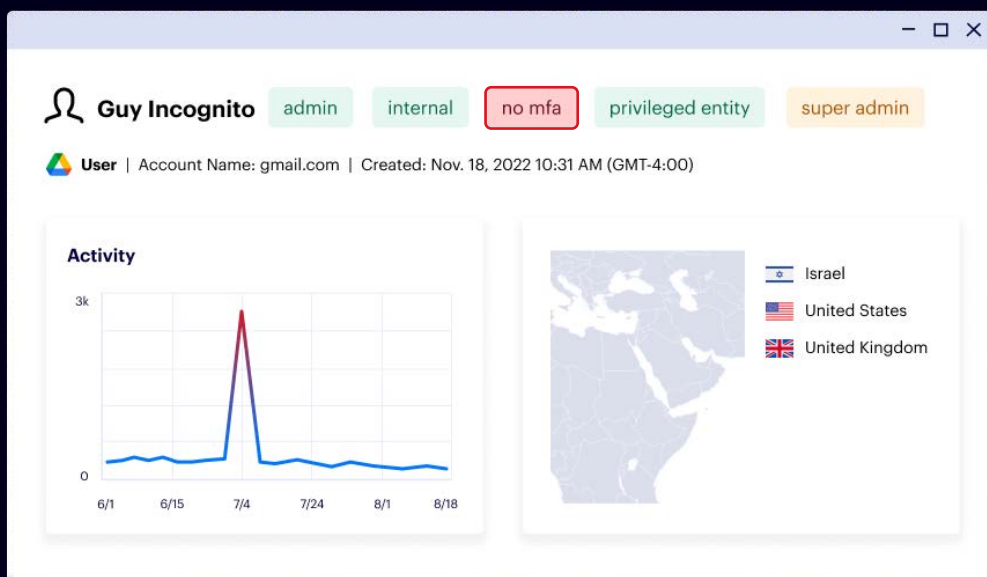 Guy Incognito admin internal no mfa privileged entity super admin
User | Account Name: gmail.com | Created: Nov. 18, 2022 10:31 AM (GMT-4:00)
Activity
3k
0
6/1 6/15 7/4 7/24 8/1 8/18
Israel
United States
United Kingdom